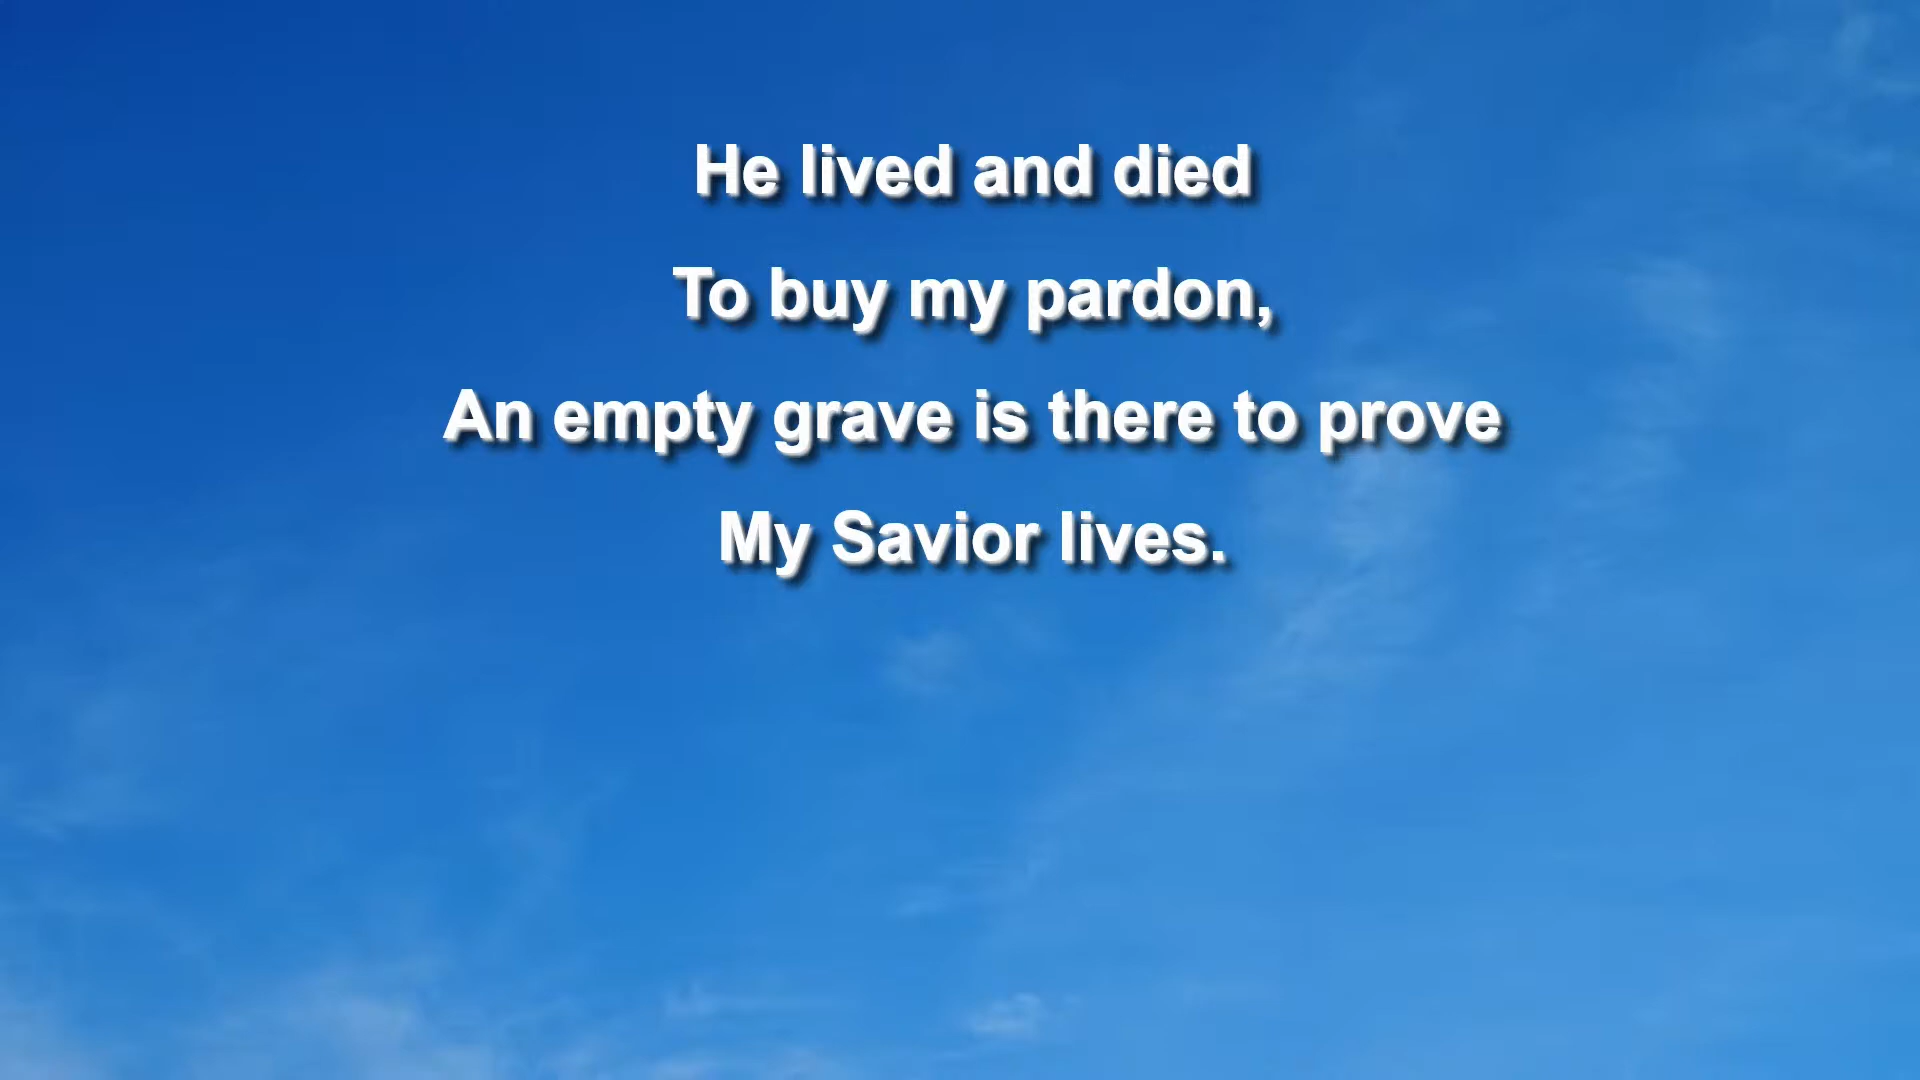 He lived and died
To buy my pardon,
An empty grave is there to prove
My Savior lives.